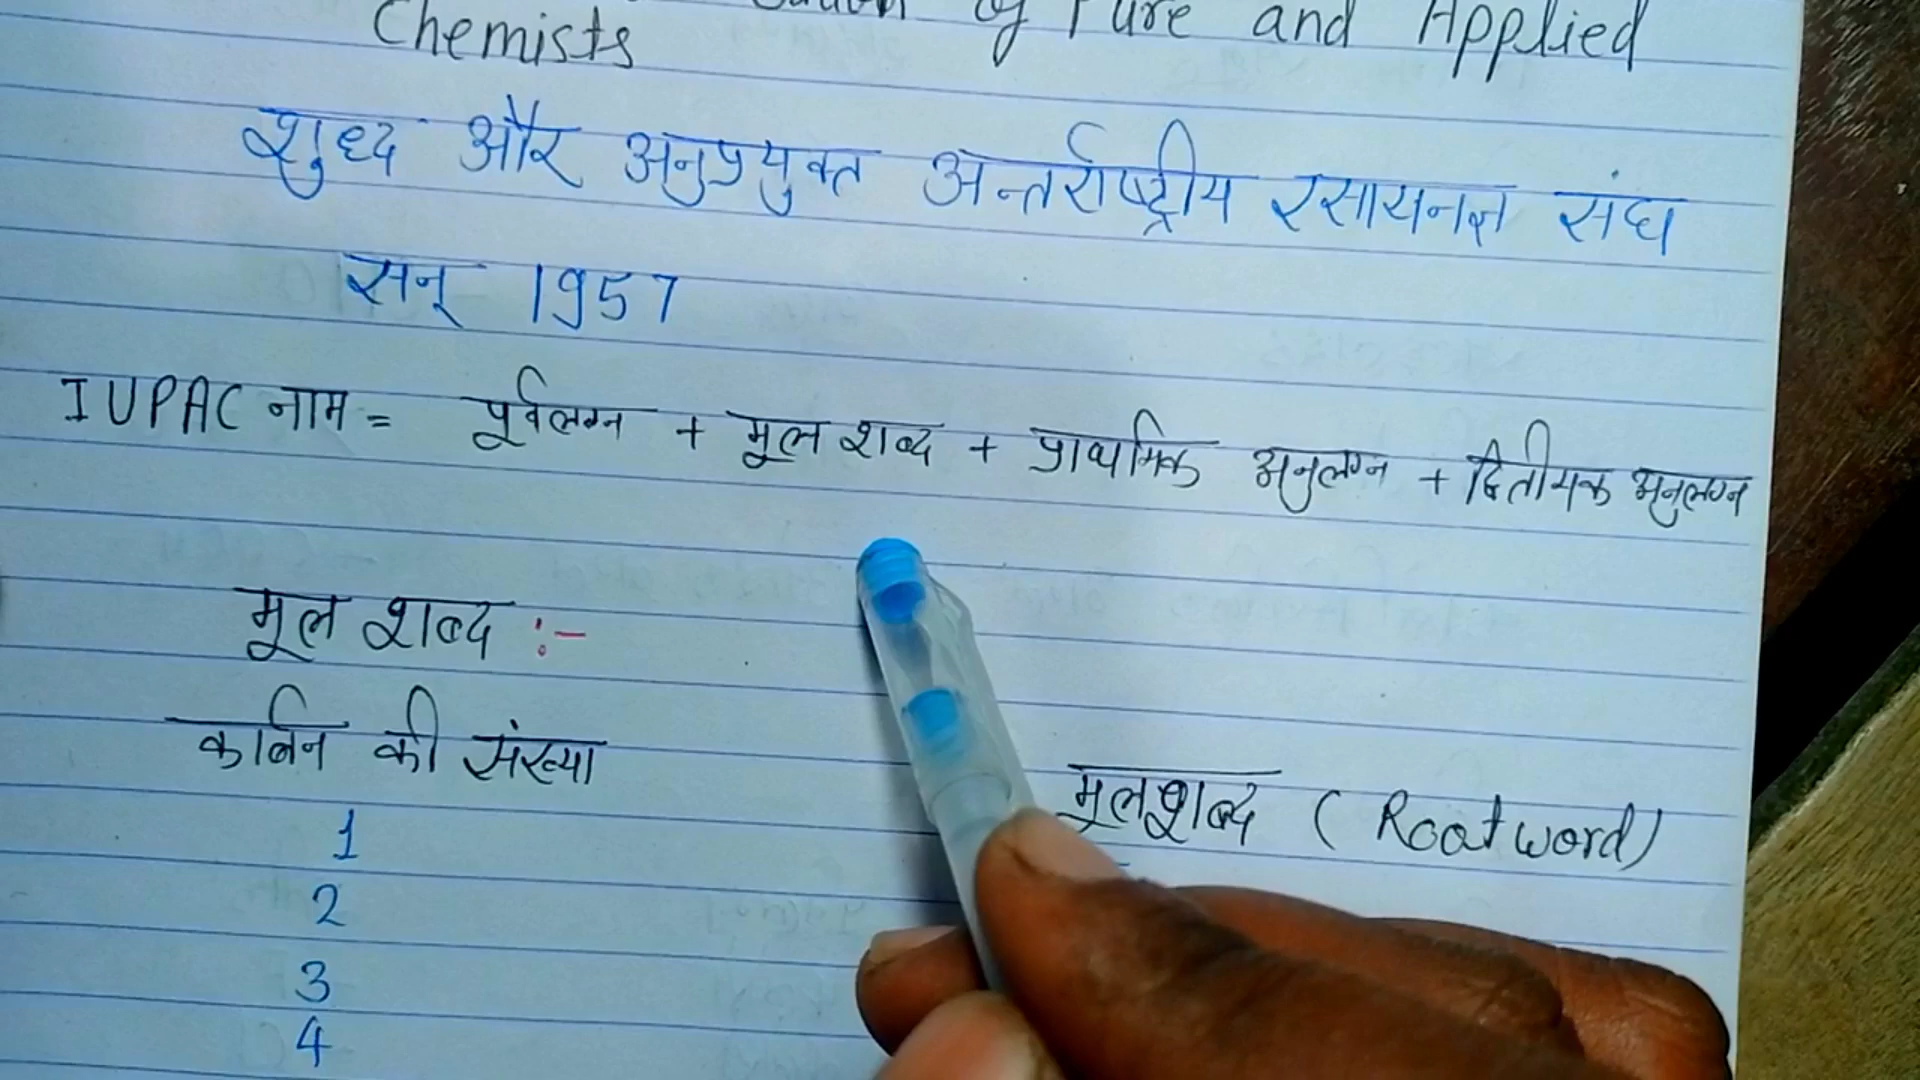 of Pure and Applied
Chemists
शुध्द और अनुप्रयुक्त अन्तर्राष्ट्रीय रसायनज्ञ संघ
सन् 1957
IUPAC नाम = पूर्वलग्न + मूल शब्द + प्राथमिक अनुलग्न + द्वितीयक अनुलग्न
मूल शब्द :-
कार्बन की संख्या
मूलशब्द (Root word)
1
2
3
4